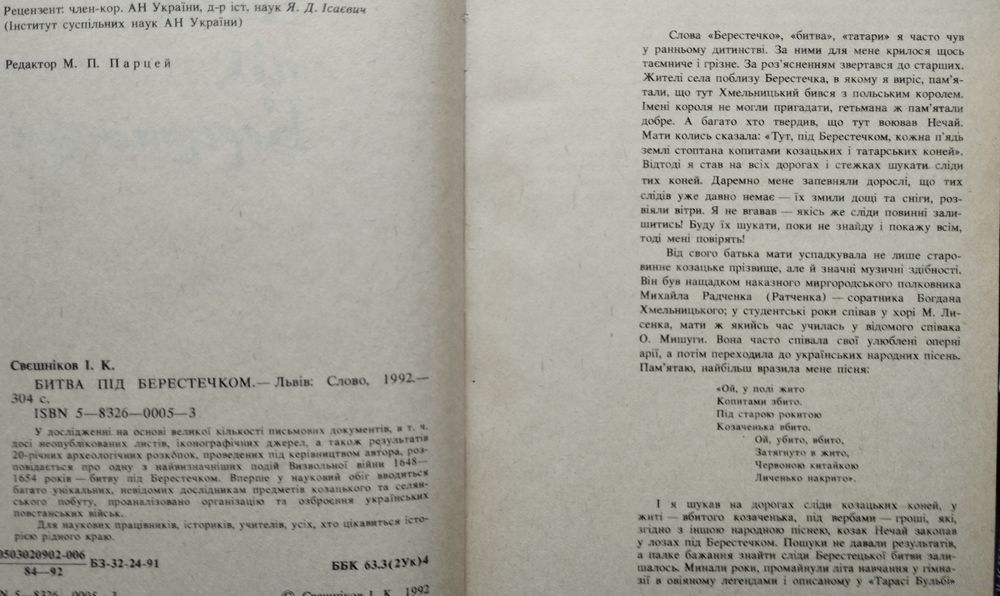 Рецензент: член-кор. АН України, д-р іст. наук Я. Д. Ісаєвич
(Інститут суспільних наук АН України)
Редактор М. П. Парцей
Свєшніков І. К.
БИТВА ПІД БЕРЕСТЕЧКОМ.— Львів: Слово, 1992.—
304 с.
ISBN 5—8326—0005—3
У дослідженні на основі великої кількості письмових документів, в т. ч.
досі неопублікованих листів, іконографічних джерел, а також результатів
20-річних археологічних розкопок, проведених під керівництвом автора, роз-
повідається про одну з найвизначніших подій Визвольної війни 1648—
1654 років — битву під Берестечком. Вперше у науковий обіг вводиться
багато унікальних, невідомих дослідникам предметів козацького та селян-
ського побуту, проаналізовано організацію та озброєння українських
повстанських військ.
Для наукових працівників, істориків, учителів, усіх, хто цікавиться істо-
рією рідного краю.
0503020902-006
84—92
БЗ-32-24-91
ББК 63.3(2Ук)4
N 5—8326—0005—3
© Свєшніков І. К. 1992
Слова «Берестечко», «битва», «татари» я часто чув
у ранньому дитинстві. За ними для мене крилося щось
таємниче і грізне. За роз’ясненням звертався до старших.
Жителі села поблизу Берестечка, в якому я виріс, пам’я-
тали, що тут Хмельницький бився з польським королем.
Імені короля не могли пригадати, гетьмана ж пам’ятали
добре. А багато хто твердив, що тут воював Нечай.
Мати колись сказала: «Тут, під Берестечком, кожна п’ядь
землі стоптана копитами козацьких і татарських коней».
Відтоді я став на всіх дорогах і стежках шукати сліди
тих коней. Даремно мене запевняли дорослі, що тих
слідів уже давно немає — їх змили дощі та сніги, роз-
віяли вітри. Я не вгавав — якісь же сліди повинні зали-
шитись! Буду їх шукати, поки не знайду і покажу всім,
тоді мені повірять!
Від свого батька мати успадкувала не лише старо-
винне козацьке прізвище, але й значні музичні здібності.
Він був нащадком наказного миргородського полковника
Михайла Радченка (Ратченка) — соратника Богдана
Хмельницького; у студентські роки співав у хорі М. Ли-
сенка, мати ж якийсь час училась у відомого співака
О. Мишуги. Вона часто співала свої улюблені оперні
арії, а потім переходила до українських народних пісень.
Пам’ятаю, найбільш вразила мене пісня:
«Ой, у полі жито
Копитами збито.
Під старою рокитою
Козаченька вбито.
Ой, убито, вбито,
Затягнуто в жито,
Червоною китайкою
Личенько накрито».
І я шукав на дорогах сліди козацьких коней, у
житі — вбитого козаченька, під вербами — гроші, які,
згідно з іншою народною піснею, козак Нечай закопав
у лозах під Берестечком. Пошуки не давали результатів,
а палке бажання знайти сліди Берестецької битви зали-
шалось. Минали роки, промайнули літа навчання у гімна-
зії в овіяному легендами і описаному у «Тарасі Бульбі»